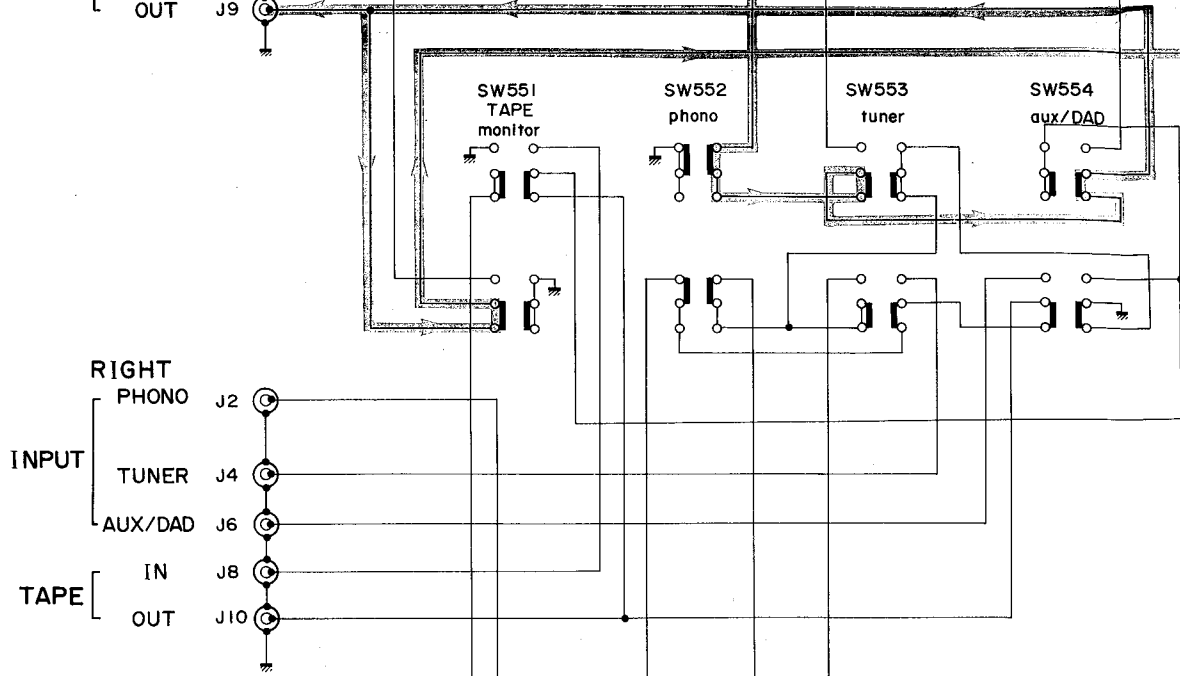 OUT J9
SW551 SW552 SW553 SW554
TAPE phono tuner aux/DAD
monitor
RIGHT
PHONO J2
INPUT
TUNER J4
AUX/DAD J6
IN J8
TAPE
OUT J10